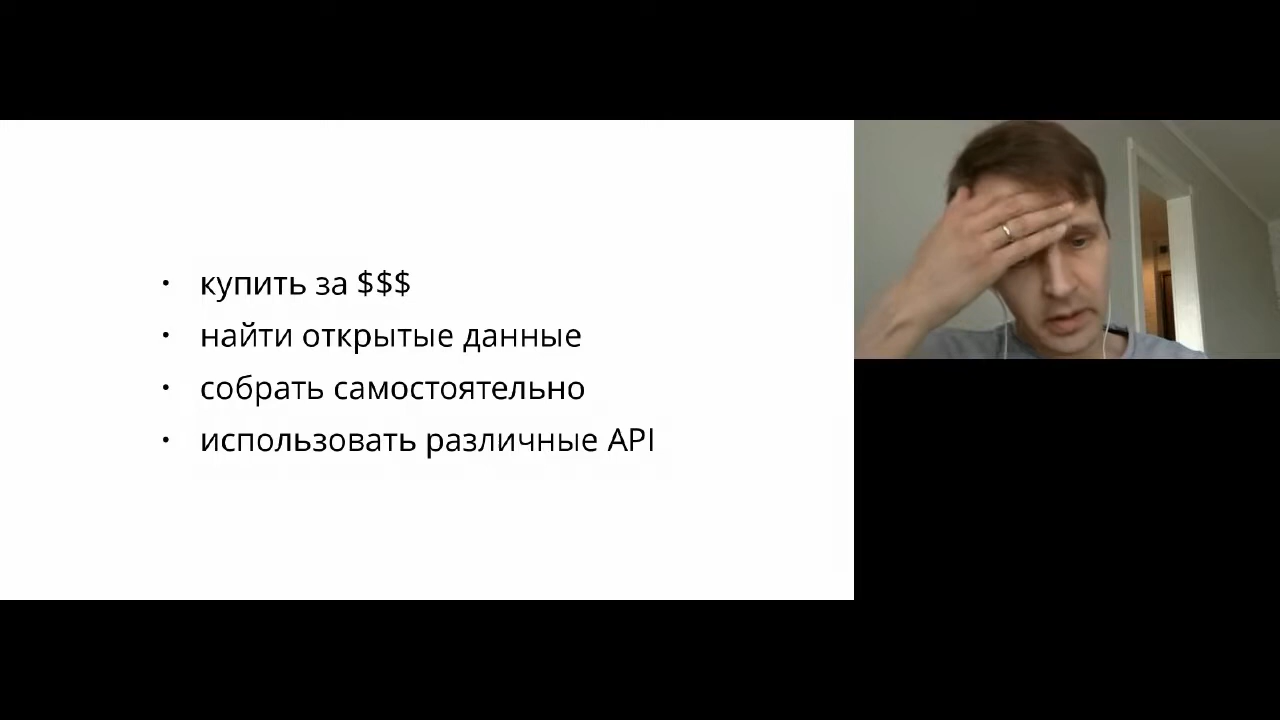 • купить за $$$
• найти открытые данные
• собрать самостоятельно
• использовать различные API